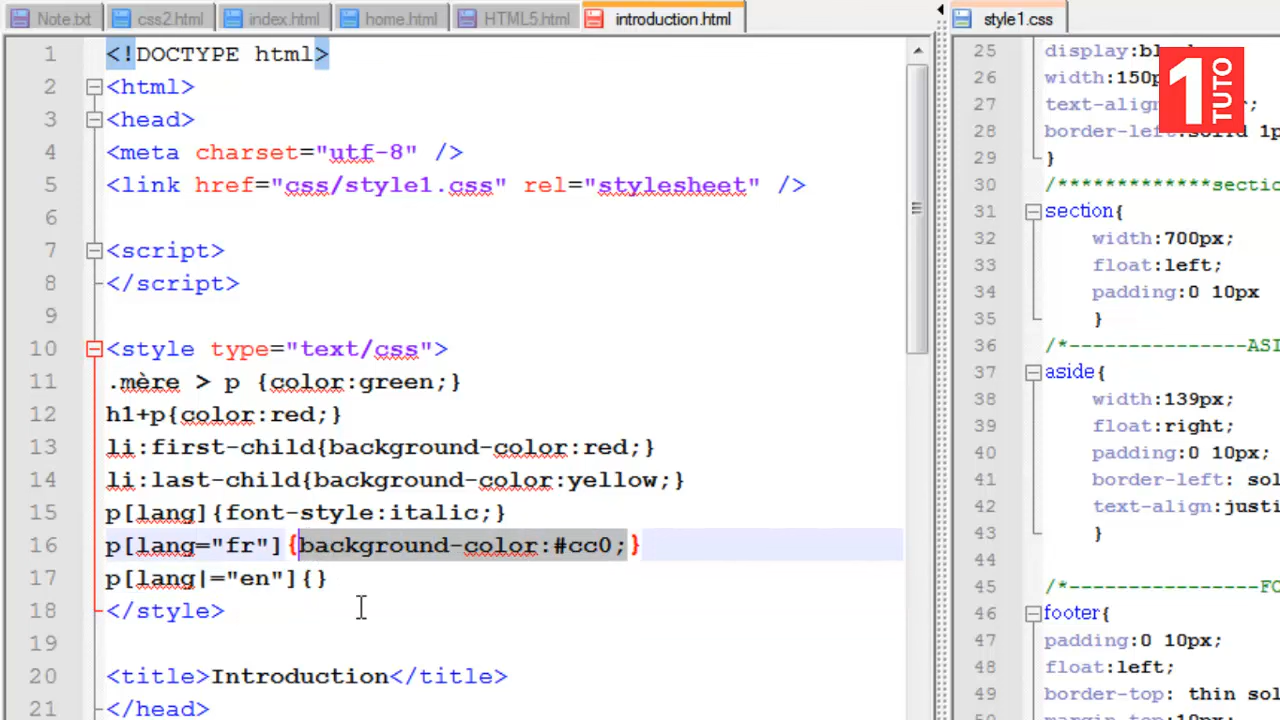 Note.txt css2.html index.html home.html HTML5.html introduction.html
1 <!DOCTYPE html>
2 <html>
3 <head>
4 <meta charset="utf-8" />
5 <link href="css/style1.css" rel="stylesheet" />
6
7 <script>
8 </script>
9
10 <style type="text/css">
11 .mère > p {color:green;}
12 h1+p{color:red;}
13 li:first-child{background-color:red;}
14 li:last-child{background-color:yellow;}
15 p[lang]{font-style:italic;}
16 p[lang="fr"]{background-color:#cc0;}
17 p[lang|="en"]{}
18 </style>
19
20 <title>Introduction</title>
21 </head>
style1.css
25 display:bl
26 width:150p
27 text-align ;
28 border-left:solid 1p
29 }
30 /*************sectio
31 section{
32 width:700px;
33 float:left;
34 padding:0 10px
35 }
36 /*---------------ASI
37 aside{
38 width:139px;
39 float:right;
40 padding:0 10px;
41 border-left: sol
42 text-align:justi
43 }
44
45 /*----------------FO
46 footer{
47 padding:0 10px;
48 float:left;
49 border-top: thin sol
50 margin-top:10px;
1 TUTO